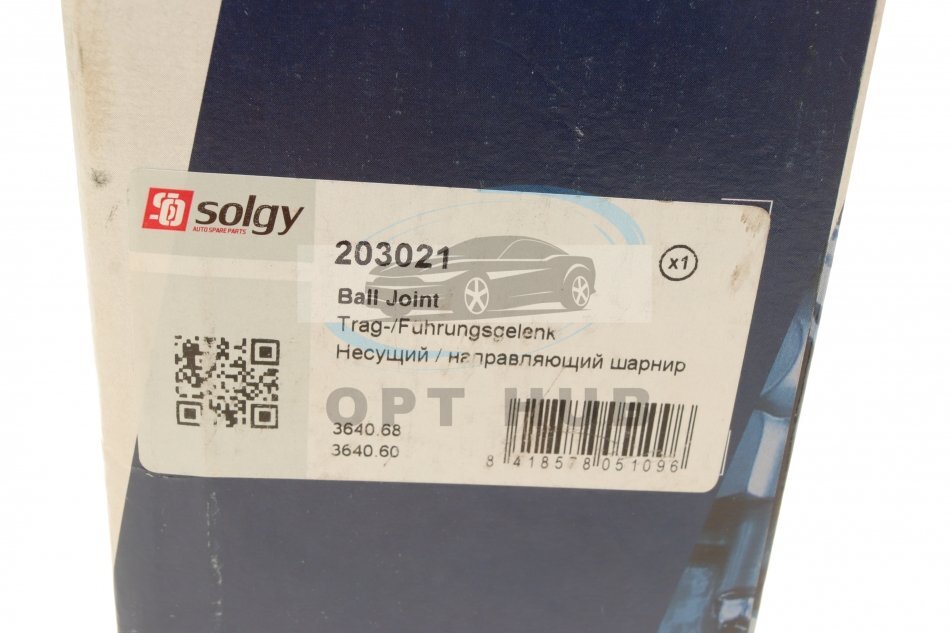 solgy
AUTO SPARE PARTS
203021
x1
Ball Joint
Trag-/Führungsgelenk
Несущий / направляющий шарнир
OPT HUB
3640.68
3640.60
8 418578 051096